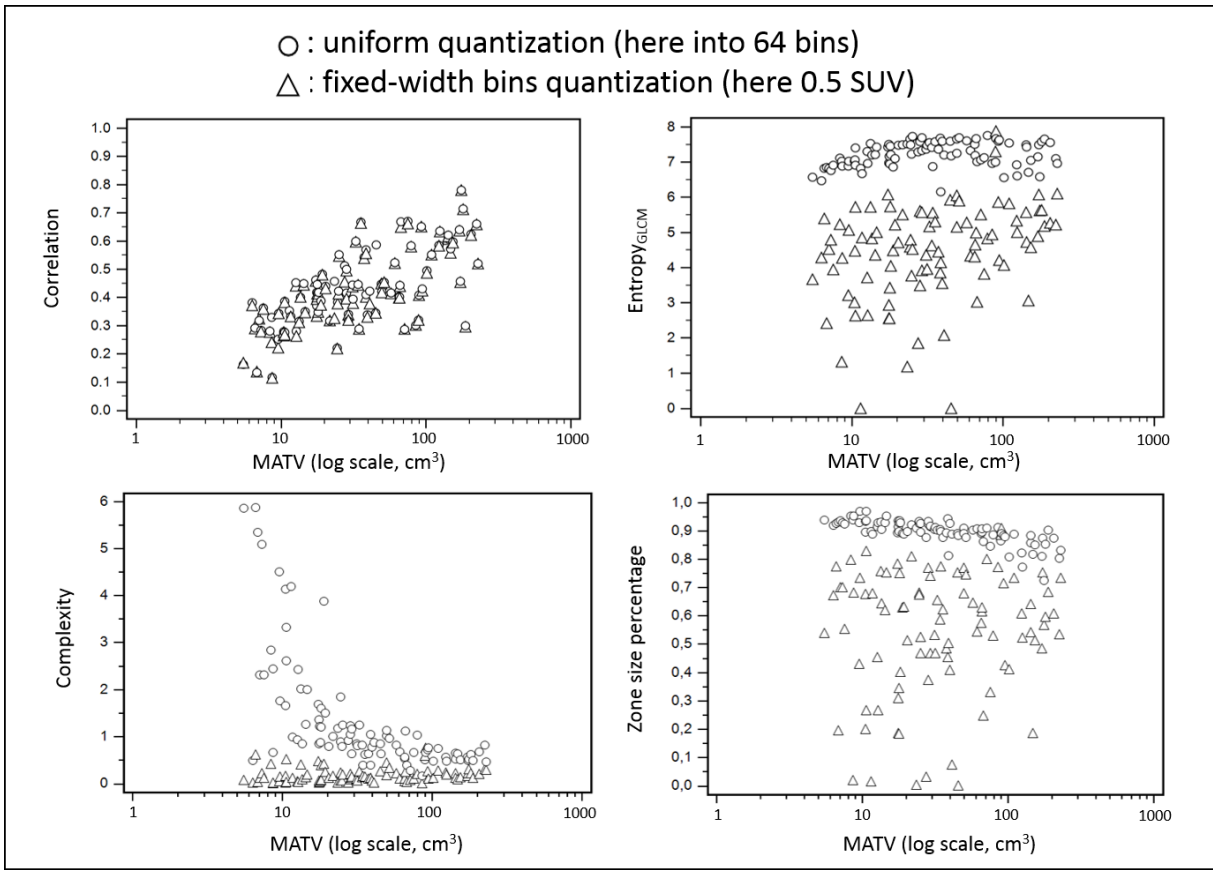 ○ : uniform quantization (here into 64 bins)
△ : fixed-width bins quantization (here 0.5 SUV)
1.0
0.9
0.8
0.7
0.6
0.5
0.4
0.3
0.2
0.1
0.0
Correlation
1 10 100 1000
MATV (log scale, cm³)
8
7
6
5
4
3
2
1
0
Entropy_GLCM
1 10 100 1000
MATV (log scale, cm³)
6
5
4
3
2
1
0
Complexity
1 10 100 1000
MATV (log scale, cm³)
1,0
0,9
0,8
0,7
0,6
0,5
0,4
0,3
0,2
0,1
0,0
Zone size percentage
1 10 100 1000
MATV (log scale, cm³)